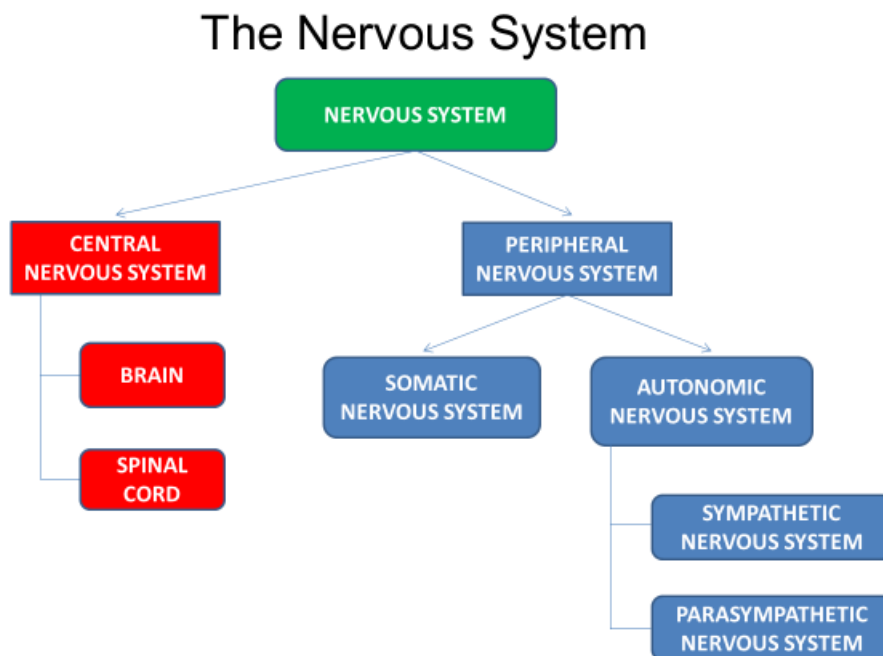 The Nervous System
NERVOUS SYSTEM
CENTRAL
NERVOUS SYSTEM
PERIPHERAL
NERVOUS SYSTEM
BRAIN
SPINAL
CORD
SOMATIC
NERVOUS SYSTEM
AUTONOMIC
NERVOUS SYSTEM
SYMPATHETIC
NERVOUS SYSTEM
PARASYMPATHETIC
NERVOUS SYSTEM